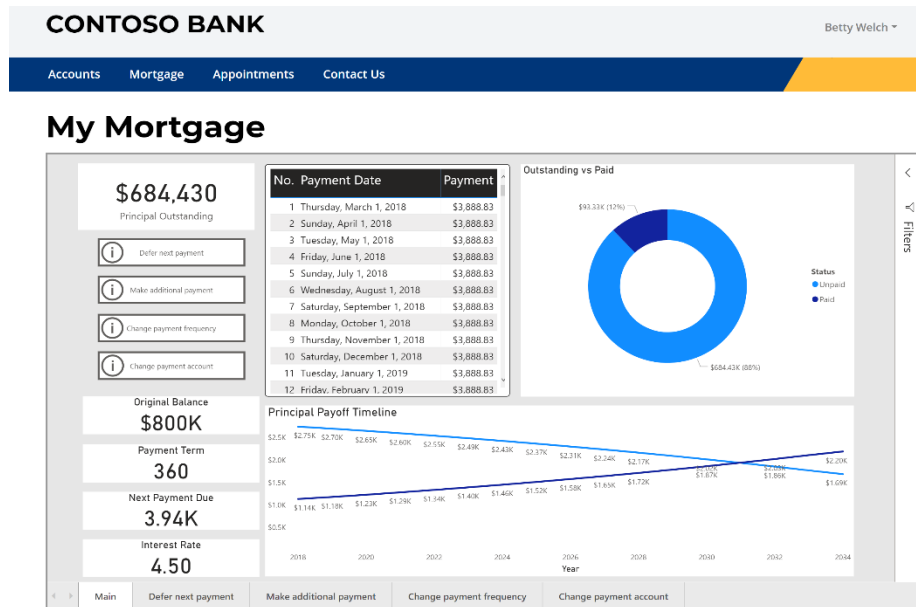 CONTOSO BANK
Betty Welch
Accounts Mortgage Appointments Contact Us
My Mortgage
$684,430
Principal Outstanding
Defer next payment
Make additional payment
Change payment frequency
Change payment account
Original Balance
$800K
Payment Term
360
Next Payment Due
3.94K
Interest Rate
4.50
No. Payment Date Payment
1 Thursday, March 1, 2018 $3,888.83
2 Sunday, April 1, 2018 $3,888.83
3 Tuesday, May 1, 2018 $3,888.83
4 Friday, June 1, 2018 $3,888.83
5 Sunday, July 1, 2018 $3,888.83
6 Wednesday, August 1, 2018 $3,888.83
7 Saturday, September 1, 2018 $3,888.83
8 Monday, October 1, 2018 $3,888.83
9 Thursday, November 1, 2018 $3,888.83
10 Saturday, December 1, 2018 $3,888.83
11 Tuesday, January 1, 2019 $3,888.83
12 Friday, February 1, 2019 $3,888.83
Outstanding vs Paid
$93.33K (12%)
$684.43K (88%)
Status
Unpaid
Paid
Filters
Principal Payoff Timeline
$2.5K
$2.0K
$1.5K
$1.0K
$0.5K
$2.75K $2.70K $2.65K $2.60K $2.55K $2.49K $2.43K $2.37K $2.31K $2.24K $2.17K $1.69K
$1.14K $1.18K $1.23K $1.29K $1.34K $1.40K $1.46K $1.52K $1.58K $1.65K $1.72K $1.87K $1.86K $2.20K
2018 2020 2022 2024 2026 2028 2030 2032 2034
Year
Main Defer next payment Make additional payment Change payment frequency Change payment account